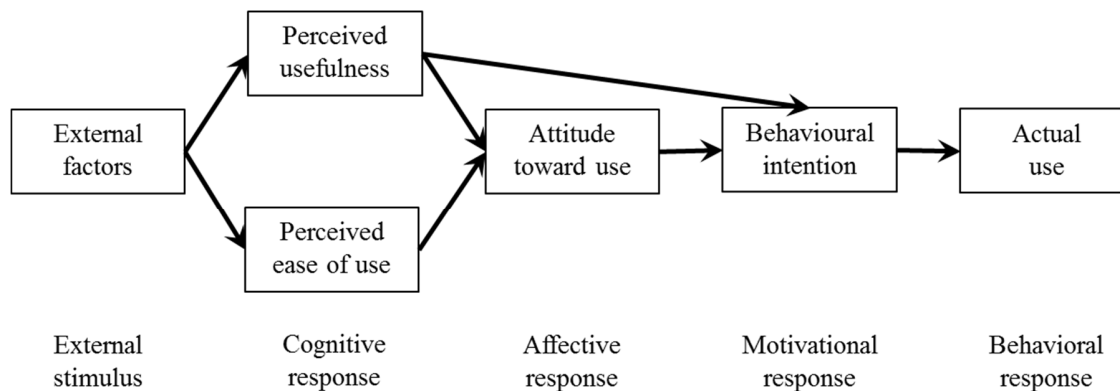 Perceived
usefulness
External
factors
Attitude
toward use
Behavioural
intention
Actual
use
Perceived
ease of use
External
stimulus
Cognitive
response
Affective
response
Motivational
response
Behavioral
response